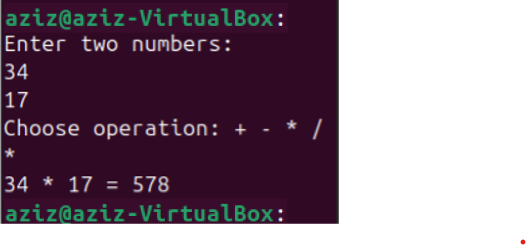 aziz@aziz-VirtualBox:
Enter two numbers:
34
17
Choose operation: + - * /
*
34 * 17 = 578
aziz@aziz-VirtualBox: